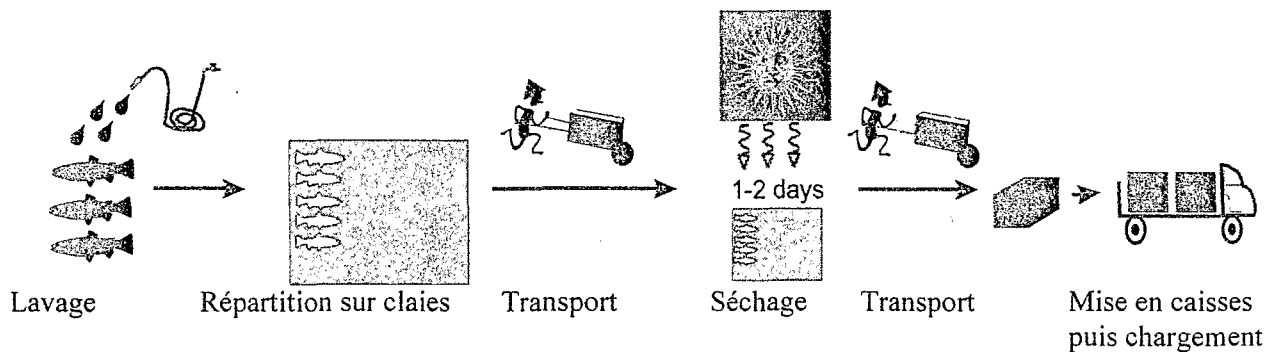 1-2 days
Lavage
Répartition sur claies
Transport
Séchage
Transport
Mise en caisses
puis chargement